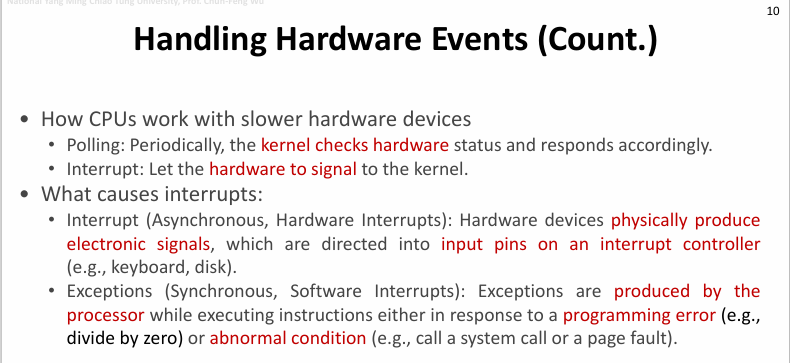 National Yang Ming Chiao Tung University, Prof. Chun-Feng Wu
10
Handling Hardware Events (Count.)
• How CPUs work with slower hardware devices
• Polling: Periodically, the kernel checks hardware status and responds accordingly.
• Interrupt: Let the hardware to signal to the kernel.
• What causes interrupts:
• Interrupt (Asynchronous, Hardware Interrupts): Hardware devices physically produce
electronic signals, which are directed into input pins on an interrupt controller
(e.g., keyboard, disk).
• Exceptions (Synchronous, Software Interrupts): Exceptions are produced by the
processor while executing instructions either in response to a programming error (e.g.,
divide by zero) or abnormal condition (e.g., call a system call or a page fault).